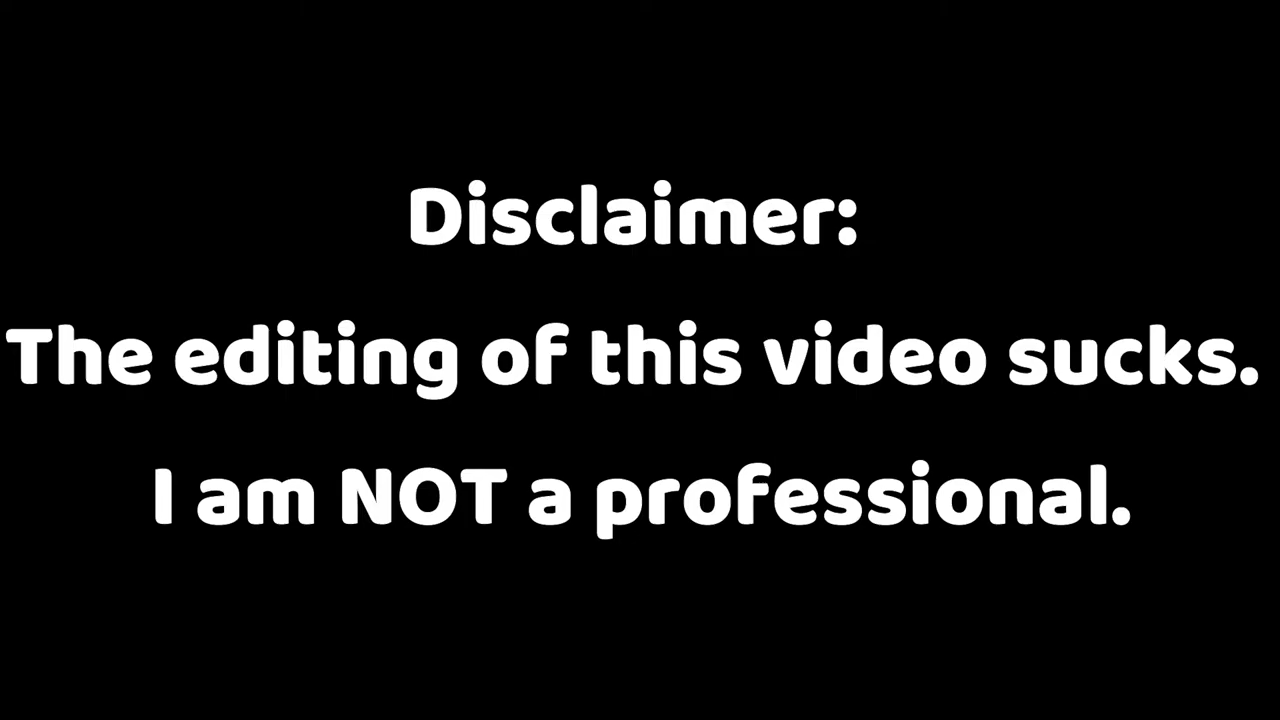 Disclaimer:
The editing of this video sucks.
I am NOT a professional.